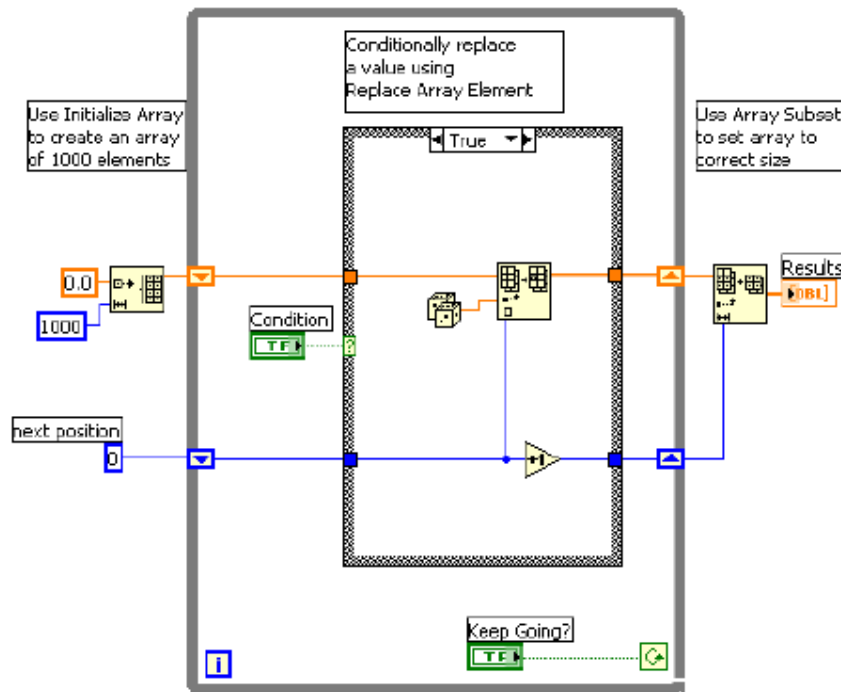 Conditionally replace
a value using
Replace Array Element
Use Initialize Array
to create an array
of 1000 elements
Use Array Subset
to set array to
correct size
True
0.0
1000
Condition
TF
?
Results
DBL
next position
0
+1
Keep Going?
TF
i